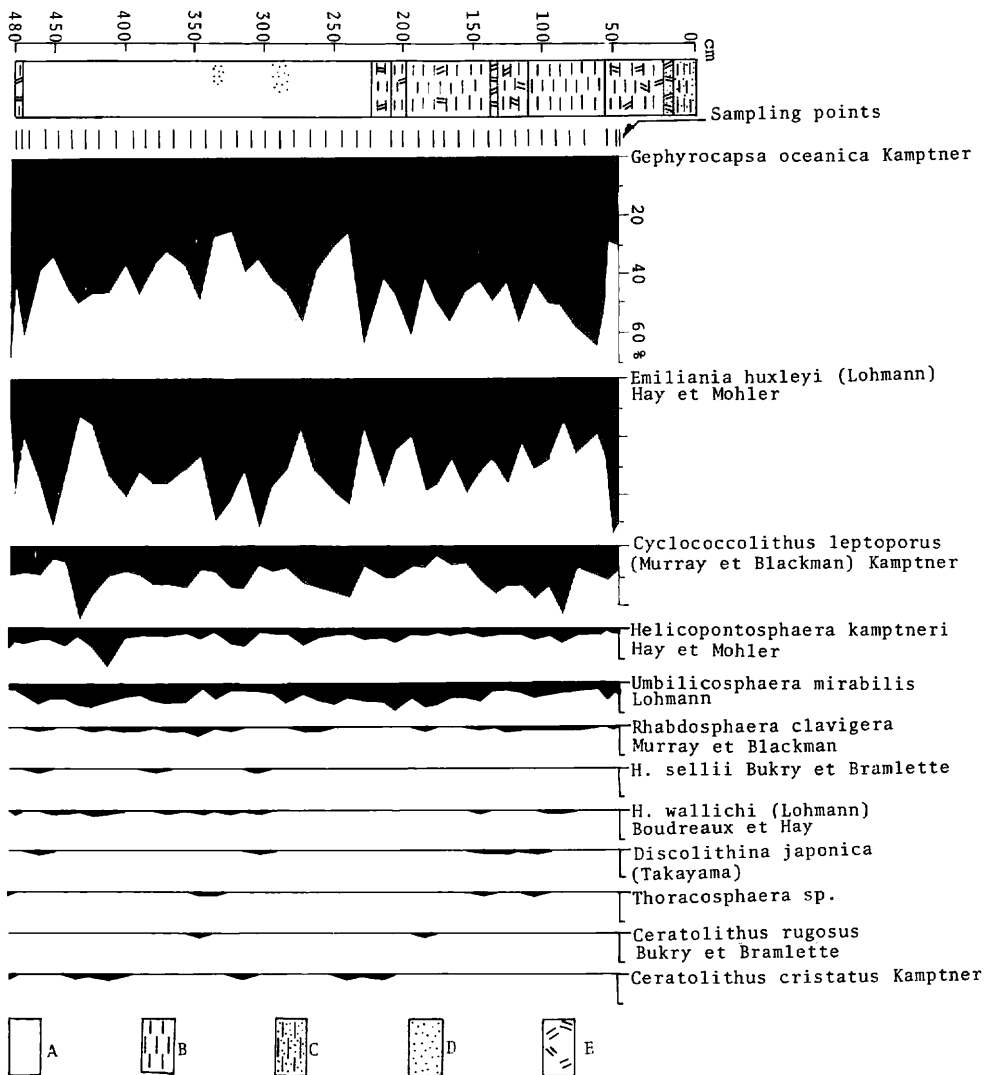 480
450
400
350
300
250
200
150
100
50
0
cm
Sampling points
Gephyrocapsa oceanica Kamptner
20
40
60 %
Emiliania huxleyi (Lohmann)
Hay et Mohler
Cyclococcolithus leptoporus
(Murray et Blackman) Kamptner
Helicopontosphaera kamptneri
Hay et Mohler
Umbilicosphaera mirabilis
Lohmann
Rhabdosphaera clavigera
Murray et Blackman
H. sellii Bukry et Bramlette
H. wallichi (Lohmann)
Boudreaux et Hay
Discolithina japonica
(Takayama)
Thoracosphaera sp.
Ceratolithus rugosus
Bukry et Bramlette
Ceratolithus cristatus Kamptner
A
B
C
D
E